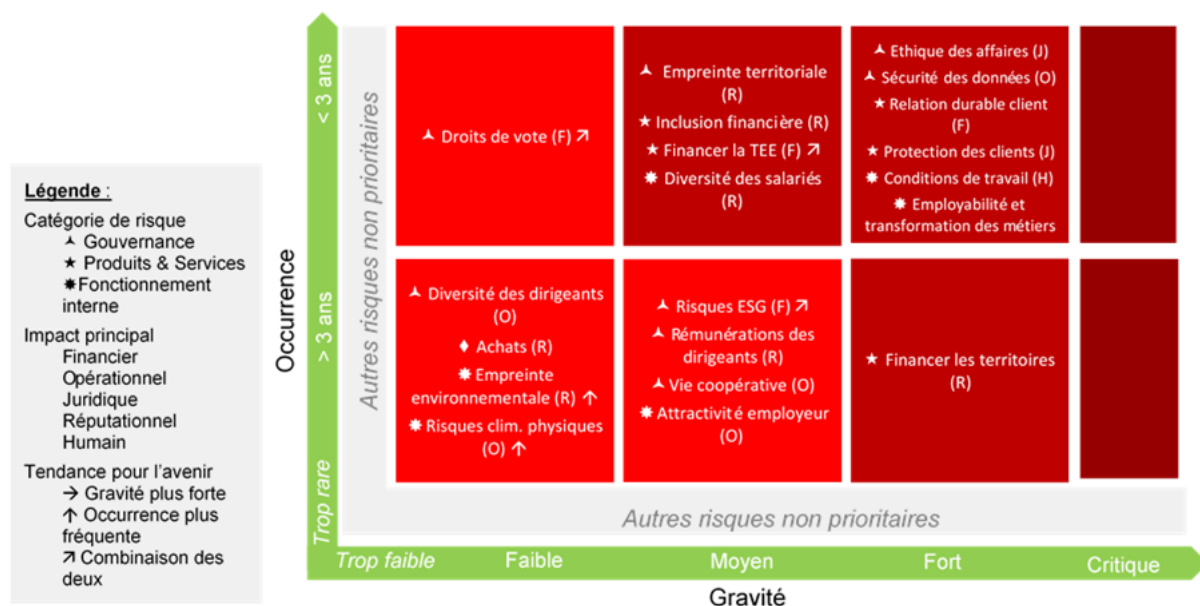 Légende :
Catégorie de risque
Gouvernance
★ Produits & Services
✸Fonctionnement
interne
Impact principal
Financier
Opérationnel
Juridique
Réputationnel
Humain
Tendance pour l'avenir
→ Gravité plus forte
↑ Occurrence plus
fréquente
↗ Combinaison des
deux
Occurrence
< 3 ans
> 3 ans
Trop rare
Autres risques non prioritaires
Droits de vote (F) ↗
Empreinte territoriale
(R)
★ Inclusion financière (R)
★ Financer la TEE (F) ↗
✸ Diversité des salariés
(R)
Ethique des affaires (J)
Sécurité des données (O)
★ Relation durable client
(F)
★ Protection des clients (J)
✸ Conditions de travail (H)
✸ Employabilité et
transformation des métiers
Diversité des dirigeants
(O)
♦ Achats (R)
✸ Empreinte
environnementale (R) ↑
✸ Risques clim. physiques
(O) ↑
Risques ESG (F) ↗
Rémunérations des
dirigeants (R)
Vie coopérative (O)
✸ Attractivité employeur
(O)
★ Financer les territoires
(R)
Autres risques non prioritaires
Trop faible
Faible
Moyen
Fort
Critique
Gravité